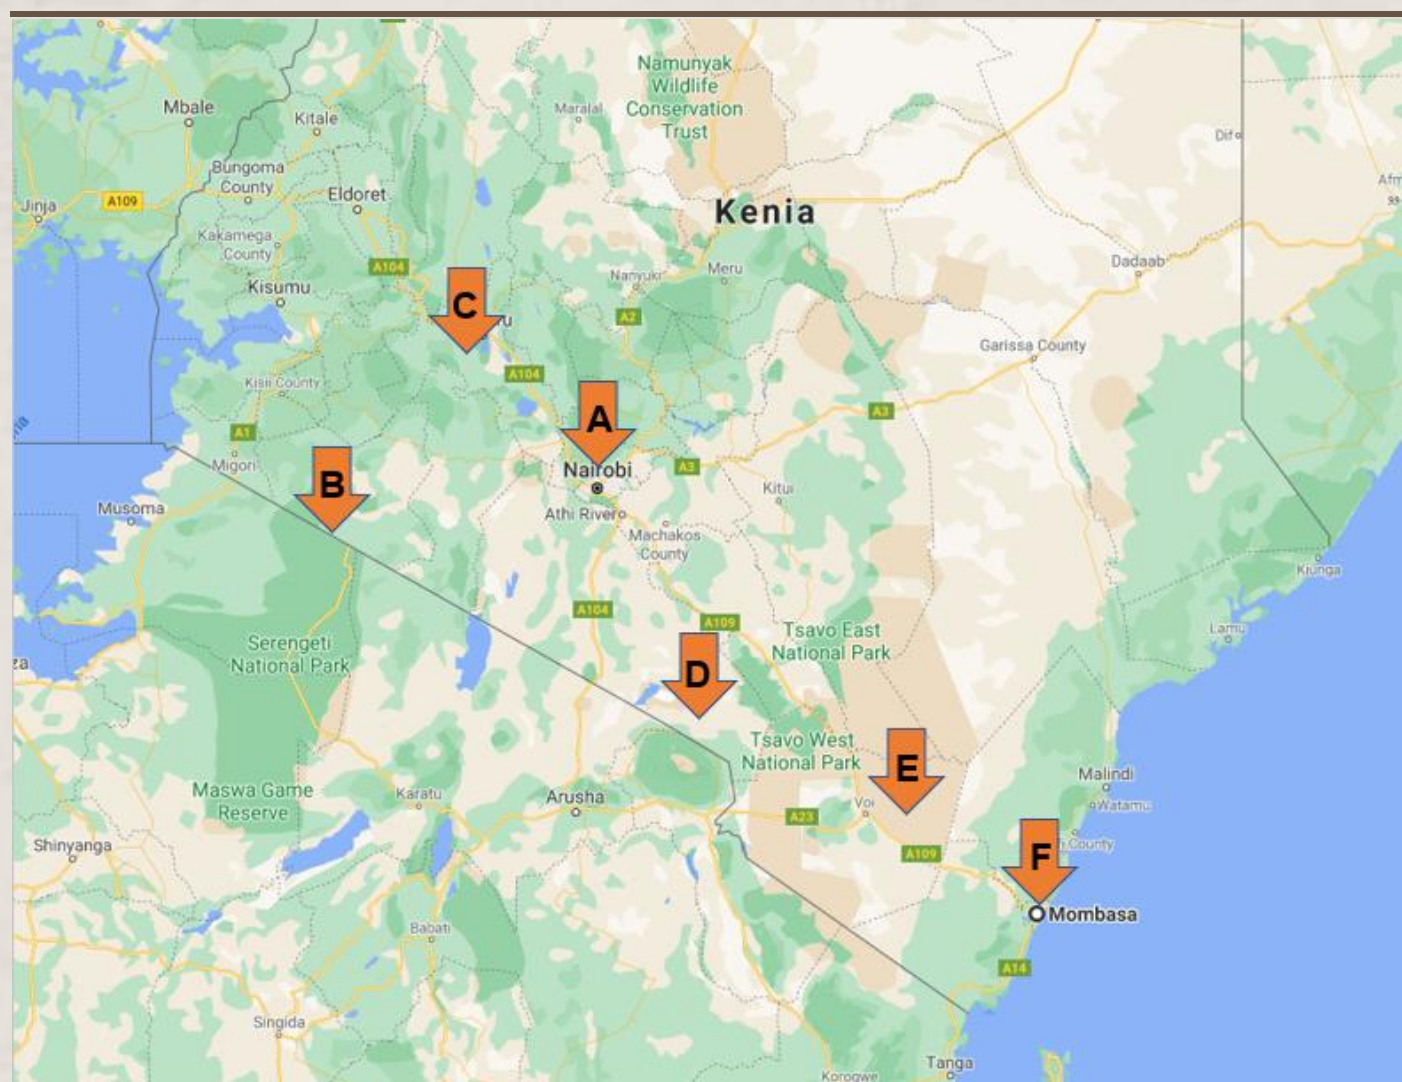 Namunyak
Wildlife
Conservation
Trust
Mbale
Kitale
Maralal
Dif
Bungoma
County
Eldoret
Jinja
A109
Kenia
Kakamega
County
A104
Nanyuki
Meru
Dadaab
Kisumu
C
A2
Garissa County
A104
Kisii County
A
A3
A1
Migori
B
Nairobi
A3
Kitui
Musoma
Athi River
Machakos
County
Kiunga
A104
A109
Tsavo East
National Park
Lamu
Serengeti
National Park
D
Tsavo West
National Park
E
Malindi
Maswa Game
Reserve
Karatu
Arusha
Voi
Watamu
A23
County
Shinyanga
A109
F
Mombasa
Babati
A14
Singida
Tanga
Korogwe